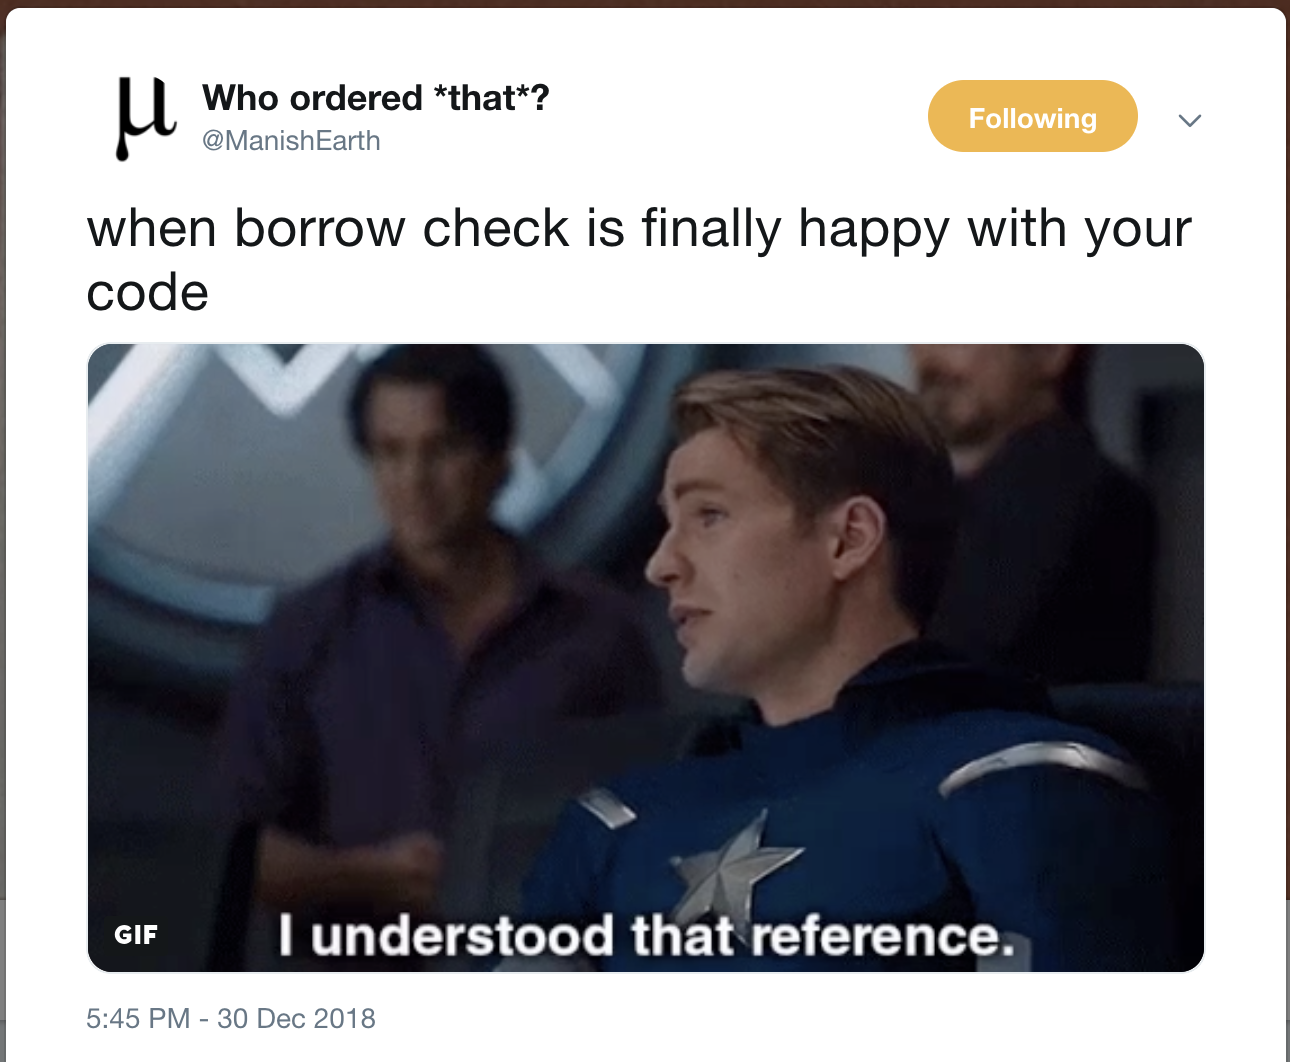 μ
Who ordered *that*?
@ManishEarth
Following
when borrow check is finally happy with your
code
GIF
I understood that reference.
5:45 PM - 30 Dec 2018